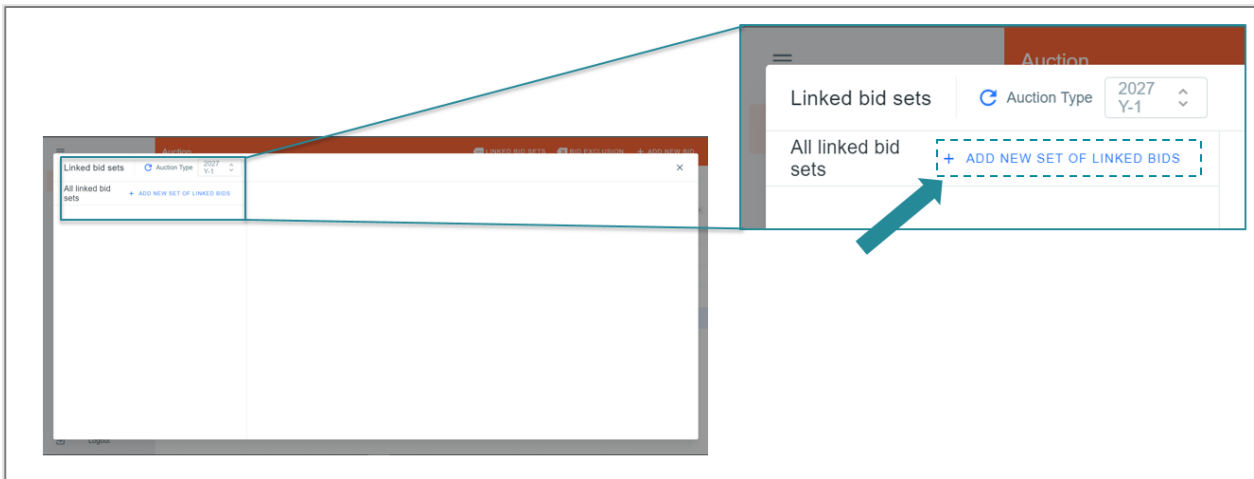 Auction
Linked bid sets
Auction Type
2027
Y-1
All linked bid
sets
+ ADD NEW SET OF LINKED BIDS
Auction
LINKED BID SETS
BID EXCLUSION
+ ADD NEW BID
Linked bid sets
Auction Type
2027
Y-1
All linked bid
sets
+ ADD NEW SET OF LINKED BIDS
Logout